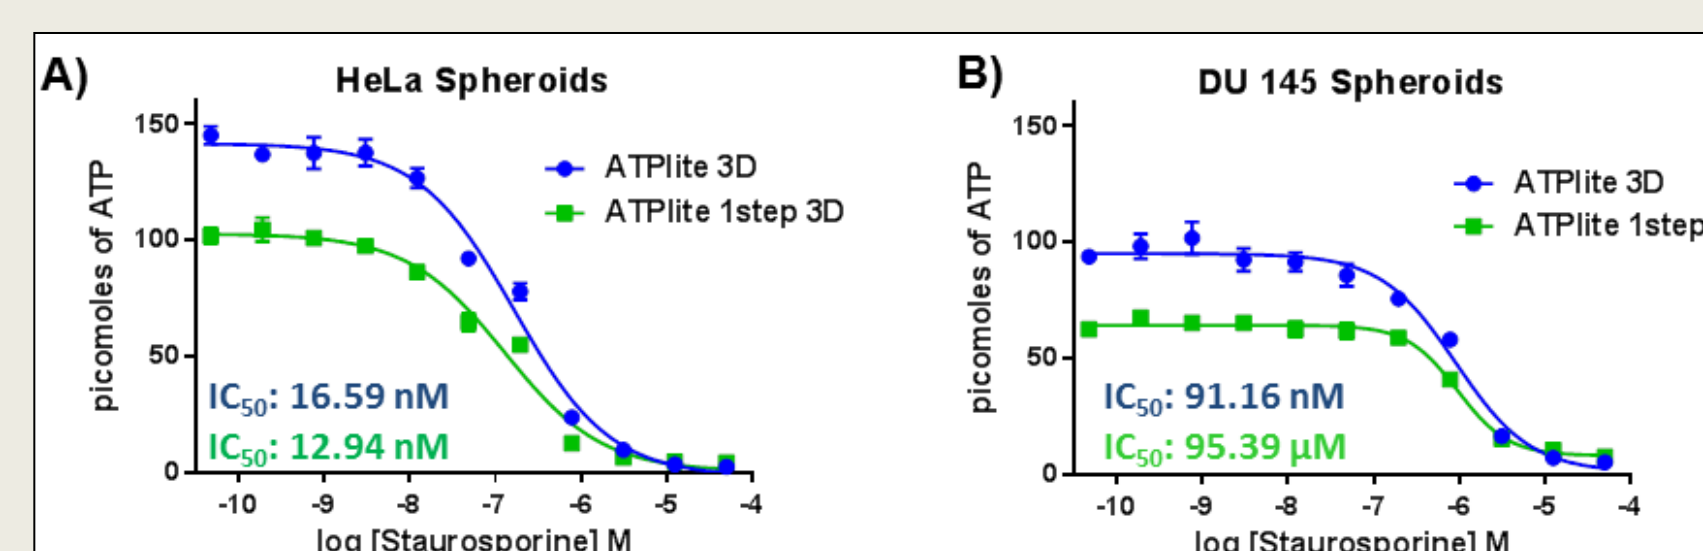 A)
HeLa Spheroids
picomoles of ATP
150
100
50
0
ATPlite 3D
ATPlite 1step 3D
IC50: 16.59 nM
IC50: 12.94 nM
-10 -9 -8 -7 -6 -5 -4
log [Staurosporine] M
B)
DU 145 Spheroids
picomoles of ATP
150
100
50
0
ATPlite 3D
ATPlite 1step
IC50: 91.16 nM
IC50: 95.39 µM
-10 -9 -8 -7 -6 -5 -4
log [Staurosporine] M